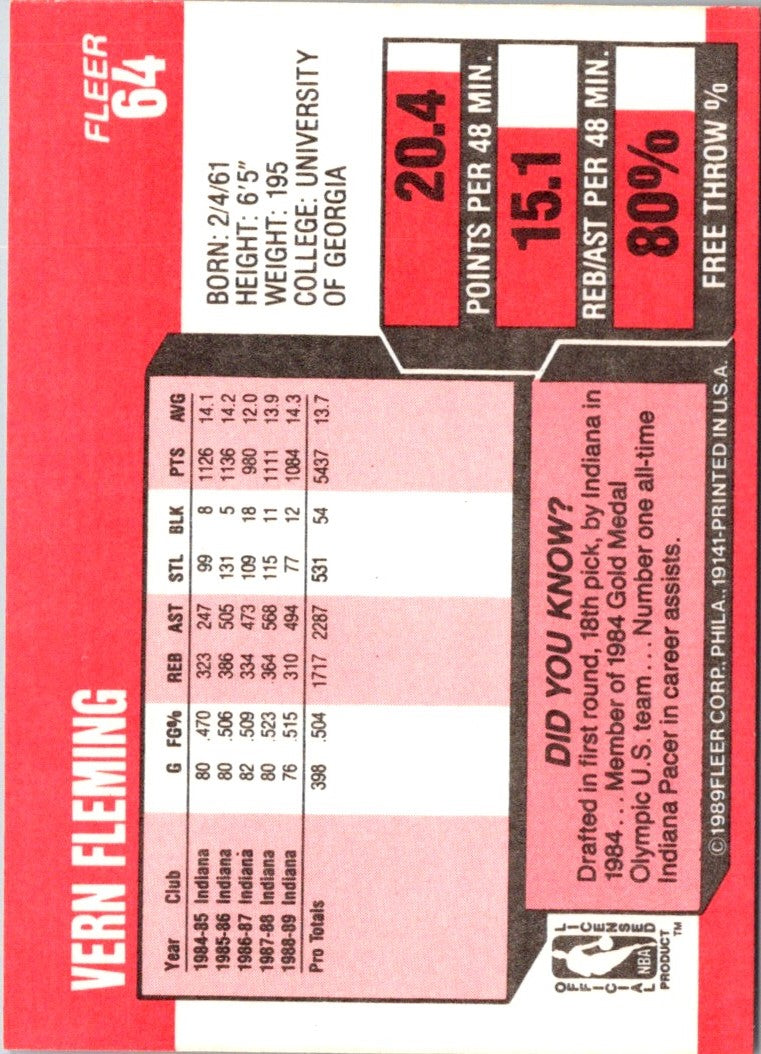 VERN FLEMING
FLEER
64
Year Club G FG% REB AST STL BLK PTS AVG
1984-85 Indiana 80 .470 323 247 99 8 1126 14.1
1985-86 Indiana 80 .506 386 505 131 5 1136 14.2
1986-87 Indiana 82 .509 334 473 109 18 980 12.0
1987-88 Indiana 80 .523 .364 568 115 11 1111 13.9
1988-89 Indiana 76 .515 310 494 77 12 1084 14.3
Pro Totals 398 .504 1717 2287 531 54 5437 13.7
BORN: 2/4/61
HEIGHT: 6'5"
WEIGHT: 195
COLLEGE: UNIVERSITY
OF GEORGIA
20.4
POINTS PER 48 MIN.
15.1
REB/AST PER 48 MIN.
80%
FREE THROW %
DID YOU KNOW?
Drafted in first round, 18th pick, by Indiana in
1984 . . . Member of 1984 Gold Medal
Olympic U.S. team . . . Number one all-time
Indiana Pacer in career assists.
OFFICIAL LICENSED
NBA
PRODUCT™
© 1989 FLEER CORP., PHILA., 19141-PRINTED IN U.S.A.